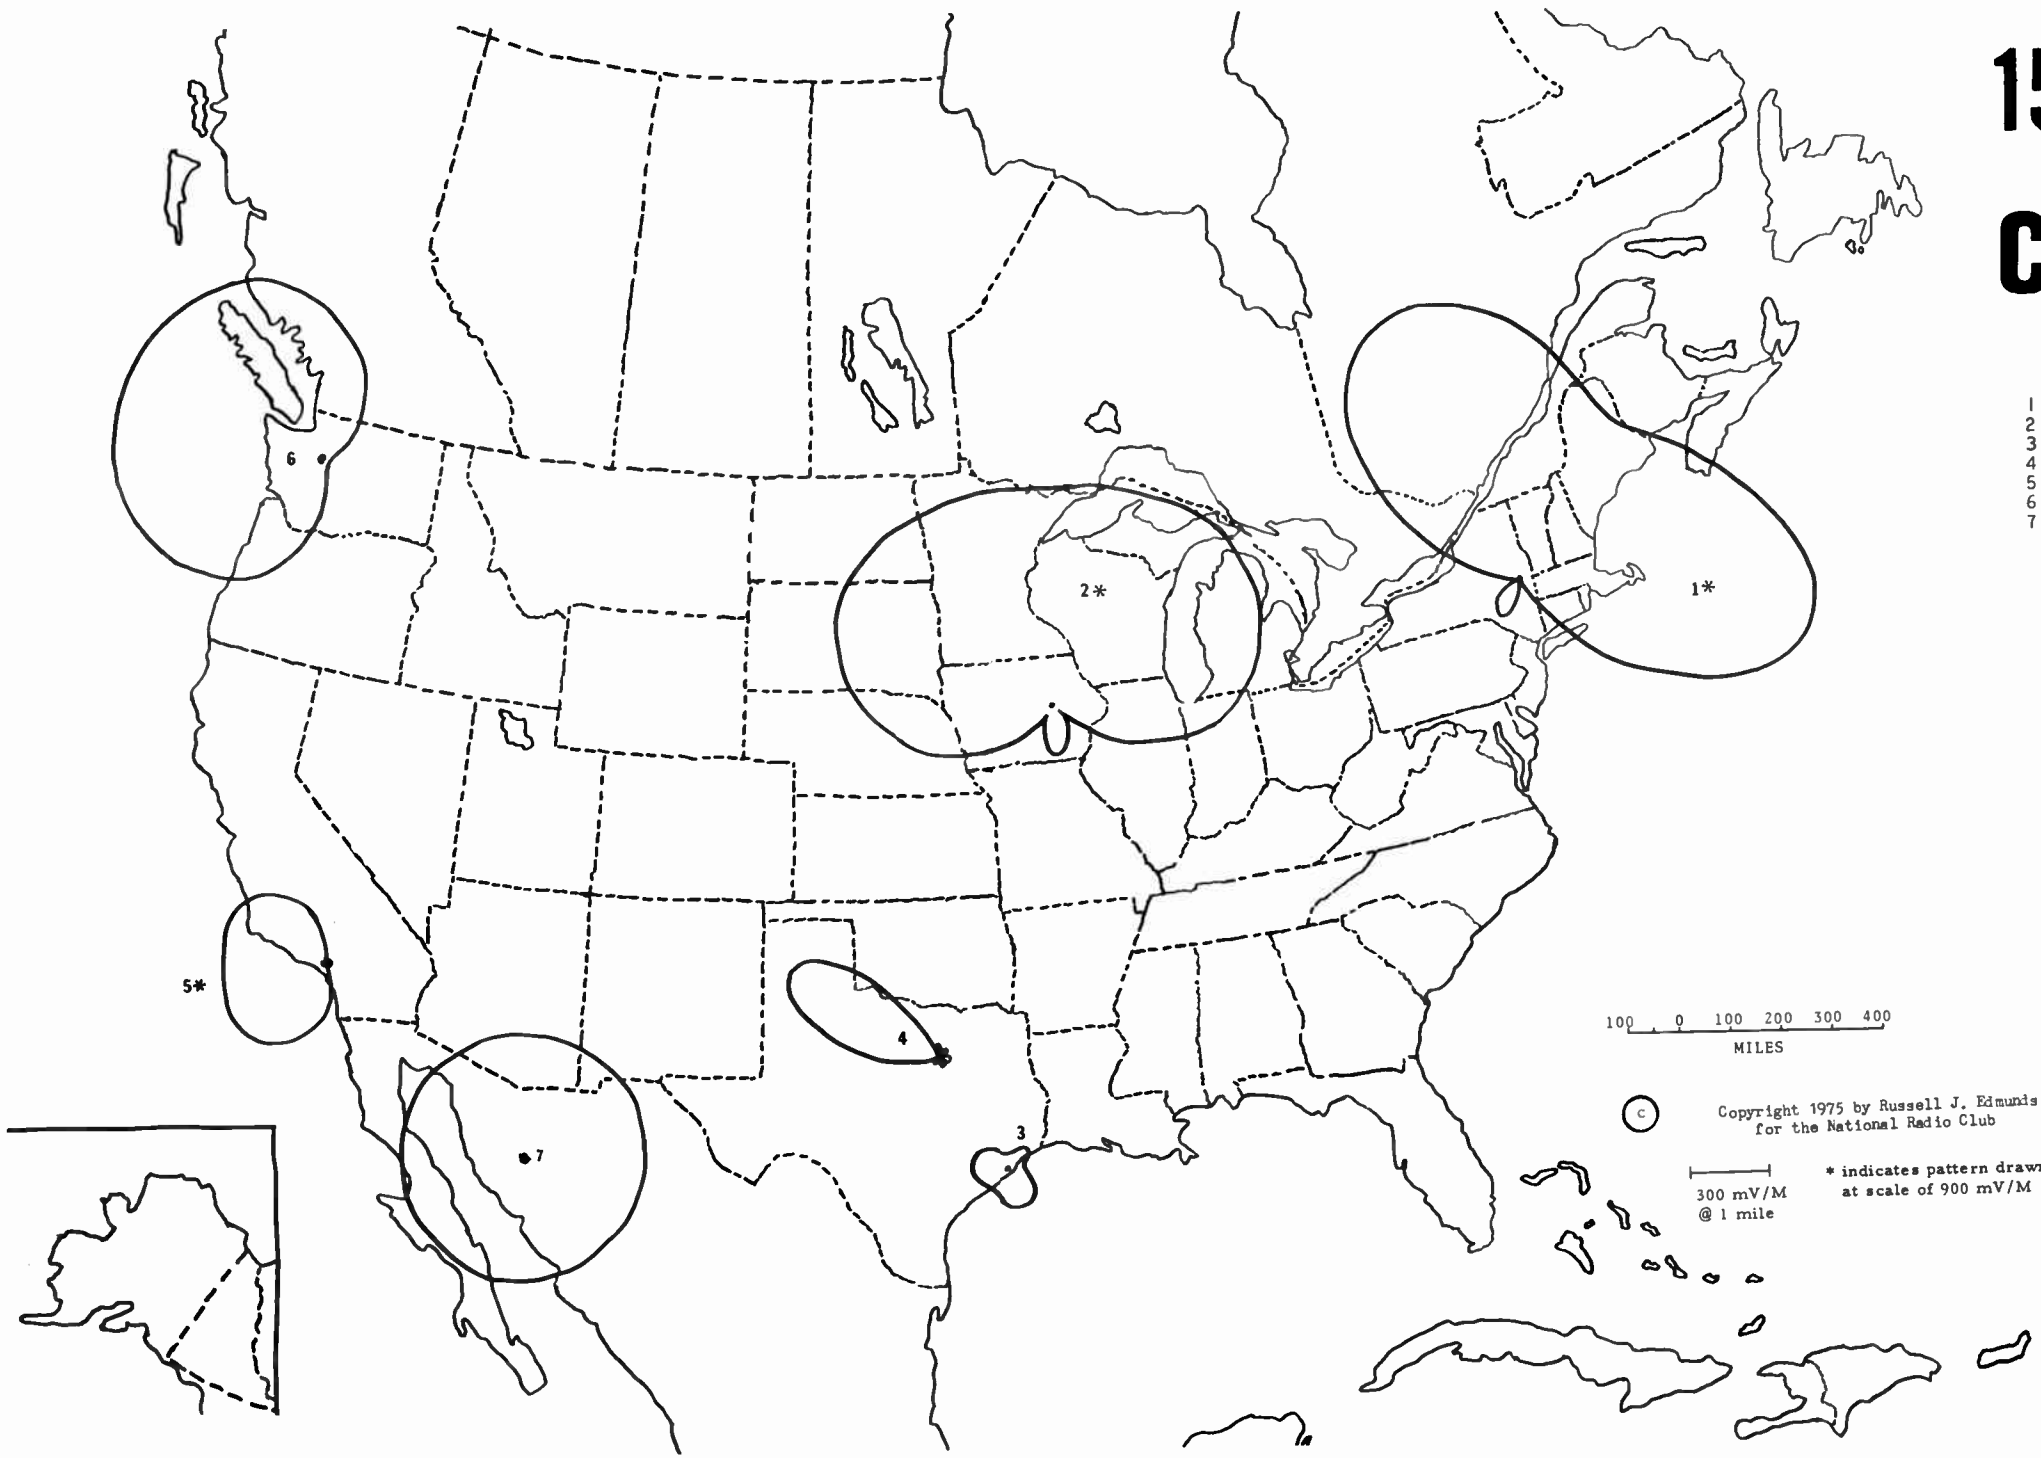 15
C
1
2
3
4
5
6
7
6
2*
1*
5*
4
3
7
100 0 100 200 300 400
MILES
C Copyright 1975 by Russell J. Edmunds
for the National Radio Club
300 mV/M
@ 1 mile
* indicates pattern drawn
at scale of 900 mV/M